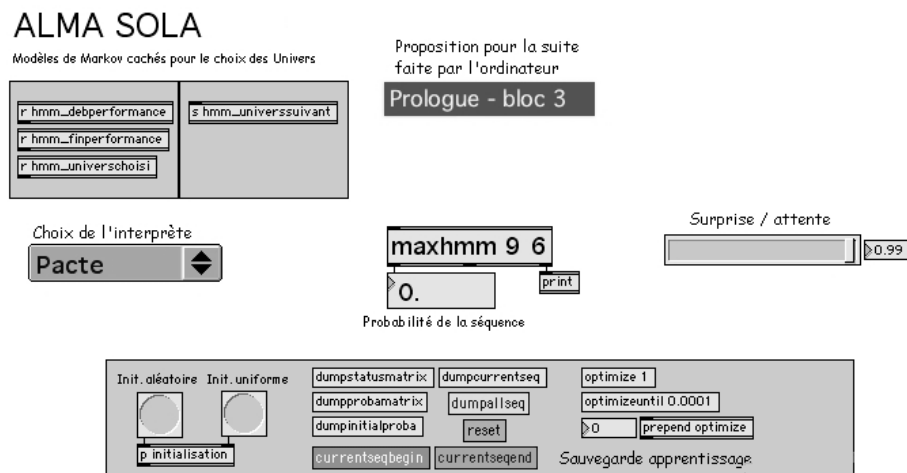 ALMA SOLA
Modèles de Markov cachés pour le choix des Univers
Proposition pour la suite
faite par l'ordinateur
Prologue - bloc 3
r hmm_debperformance
s hmm_universsuivant
r hmm_finperformance
r hmm_universchoisi
Choix de l'interprète
Pacte
maxhmm 9 6
0.
print
Probabilité de la séquence
Surprise / attente
0.99
Init. aléatoire
Init. uniforme
p initialisation
dumpstatusmatrix
dumpcurrentseq
dumpprobamatrix
dumpallseq
dumpinitialproba
reset
currentseqbegin
currentseqend
optimize 1
optimizeuntil 0.0001
0
prepend optimize
Sauvegarde apprentissage